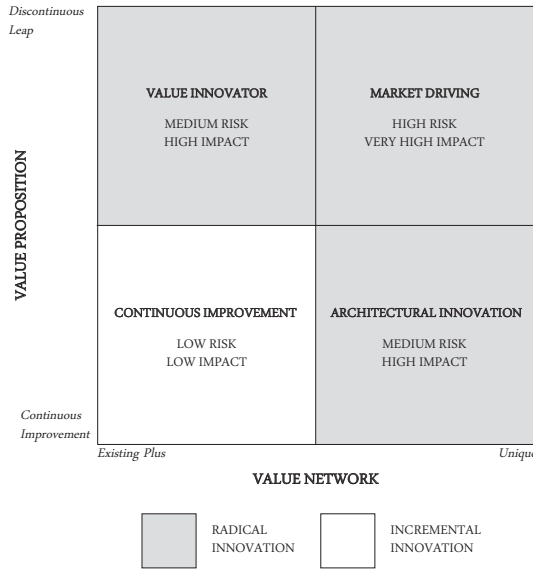 Discontinuous
Leap
VALUE INNOVATOR
MEDIUM RISK
HIGH IMPACT
MARKET DRIVING
HIGH RISK
VERY HIGH IMPACT
VALUE PROPOSITION
CONTINUOUS IMPROVEMENT
LOW RISK
LOW IMPACT
ARCHITECTURAL INNOVATION
MEDIUM RISK
HIGH IMPACT
Continuous
Improvement
Existing Plus
Unique
VALUE NETWORK
RADICAL
INNOVATION
INCREMENTAL
INNOVATION